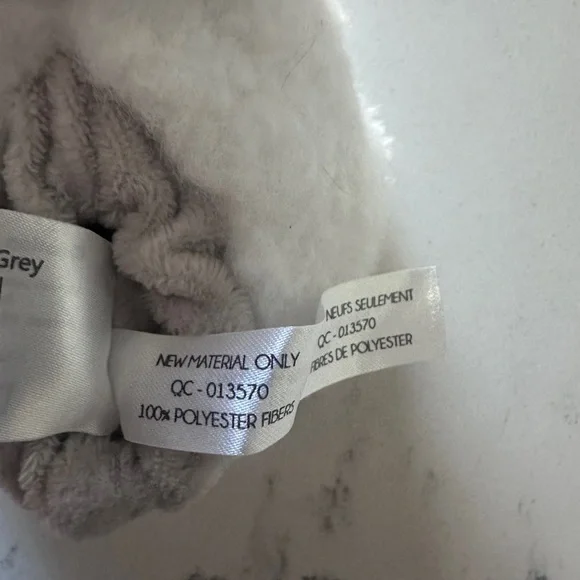 Grey
NEW MATERIAL ONLY
QC - 013570
100% POLYESTER FIBERS
NEUFS SEULEMENT
QC - 013570
FIBRES DE POLYESTER